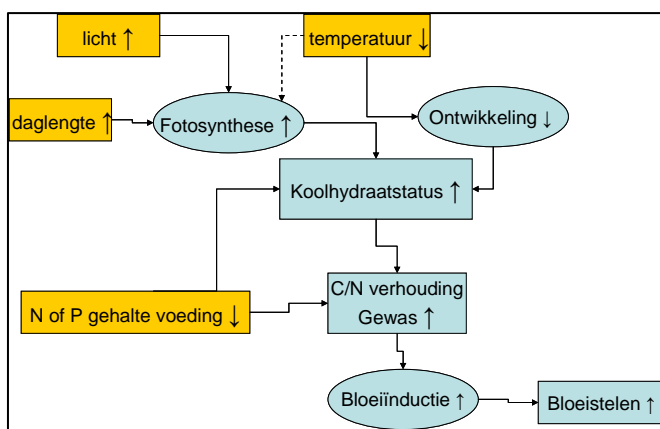 licht ↑
temperatuur ↓
daglengte ↑
Fotosynthese ↑
Ontwikkeling ↓
Koolhydraatstatus ↑
N of P gehalte voeding ↓
C/N verhouding
Gewas ↑
Bloeiïnductie ↑
Bloeistelen ↑